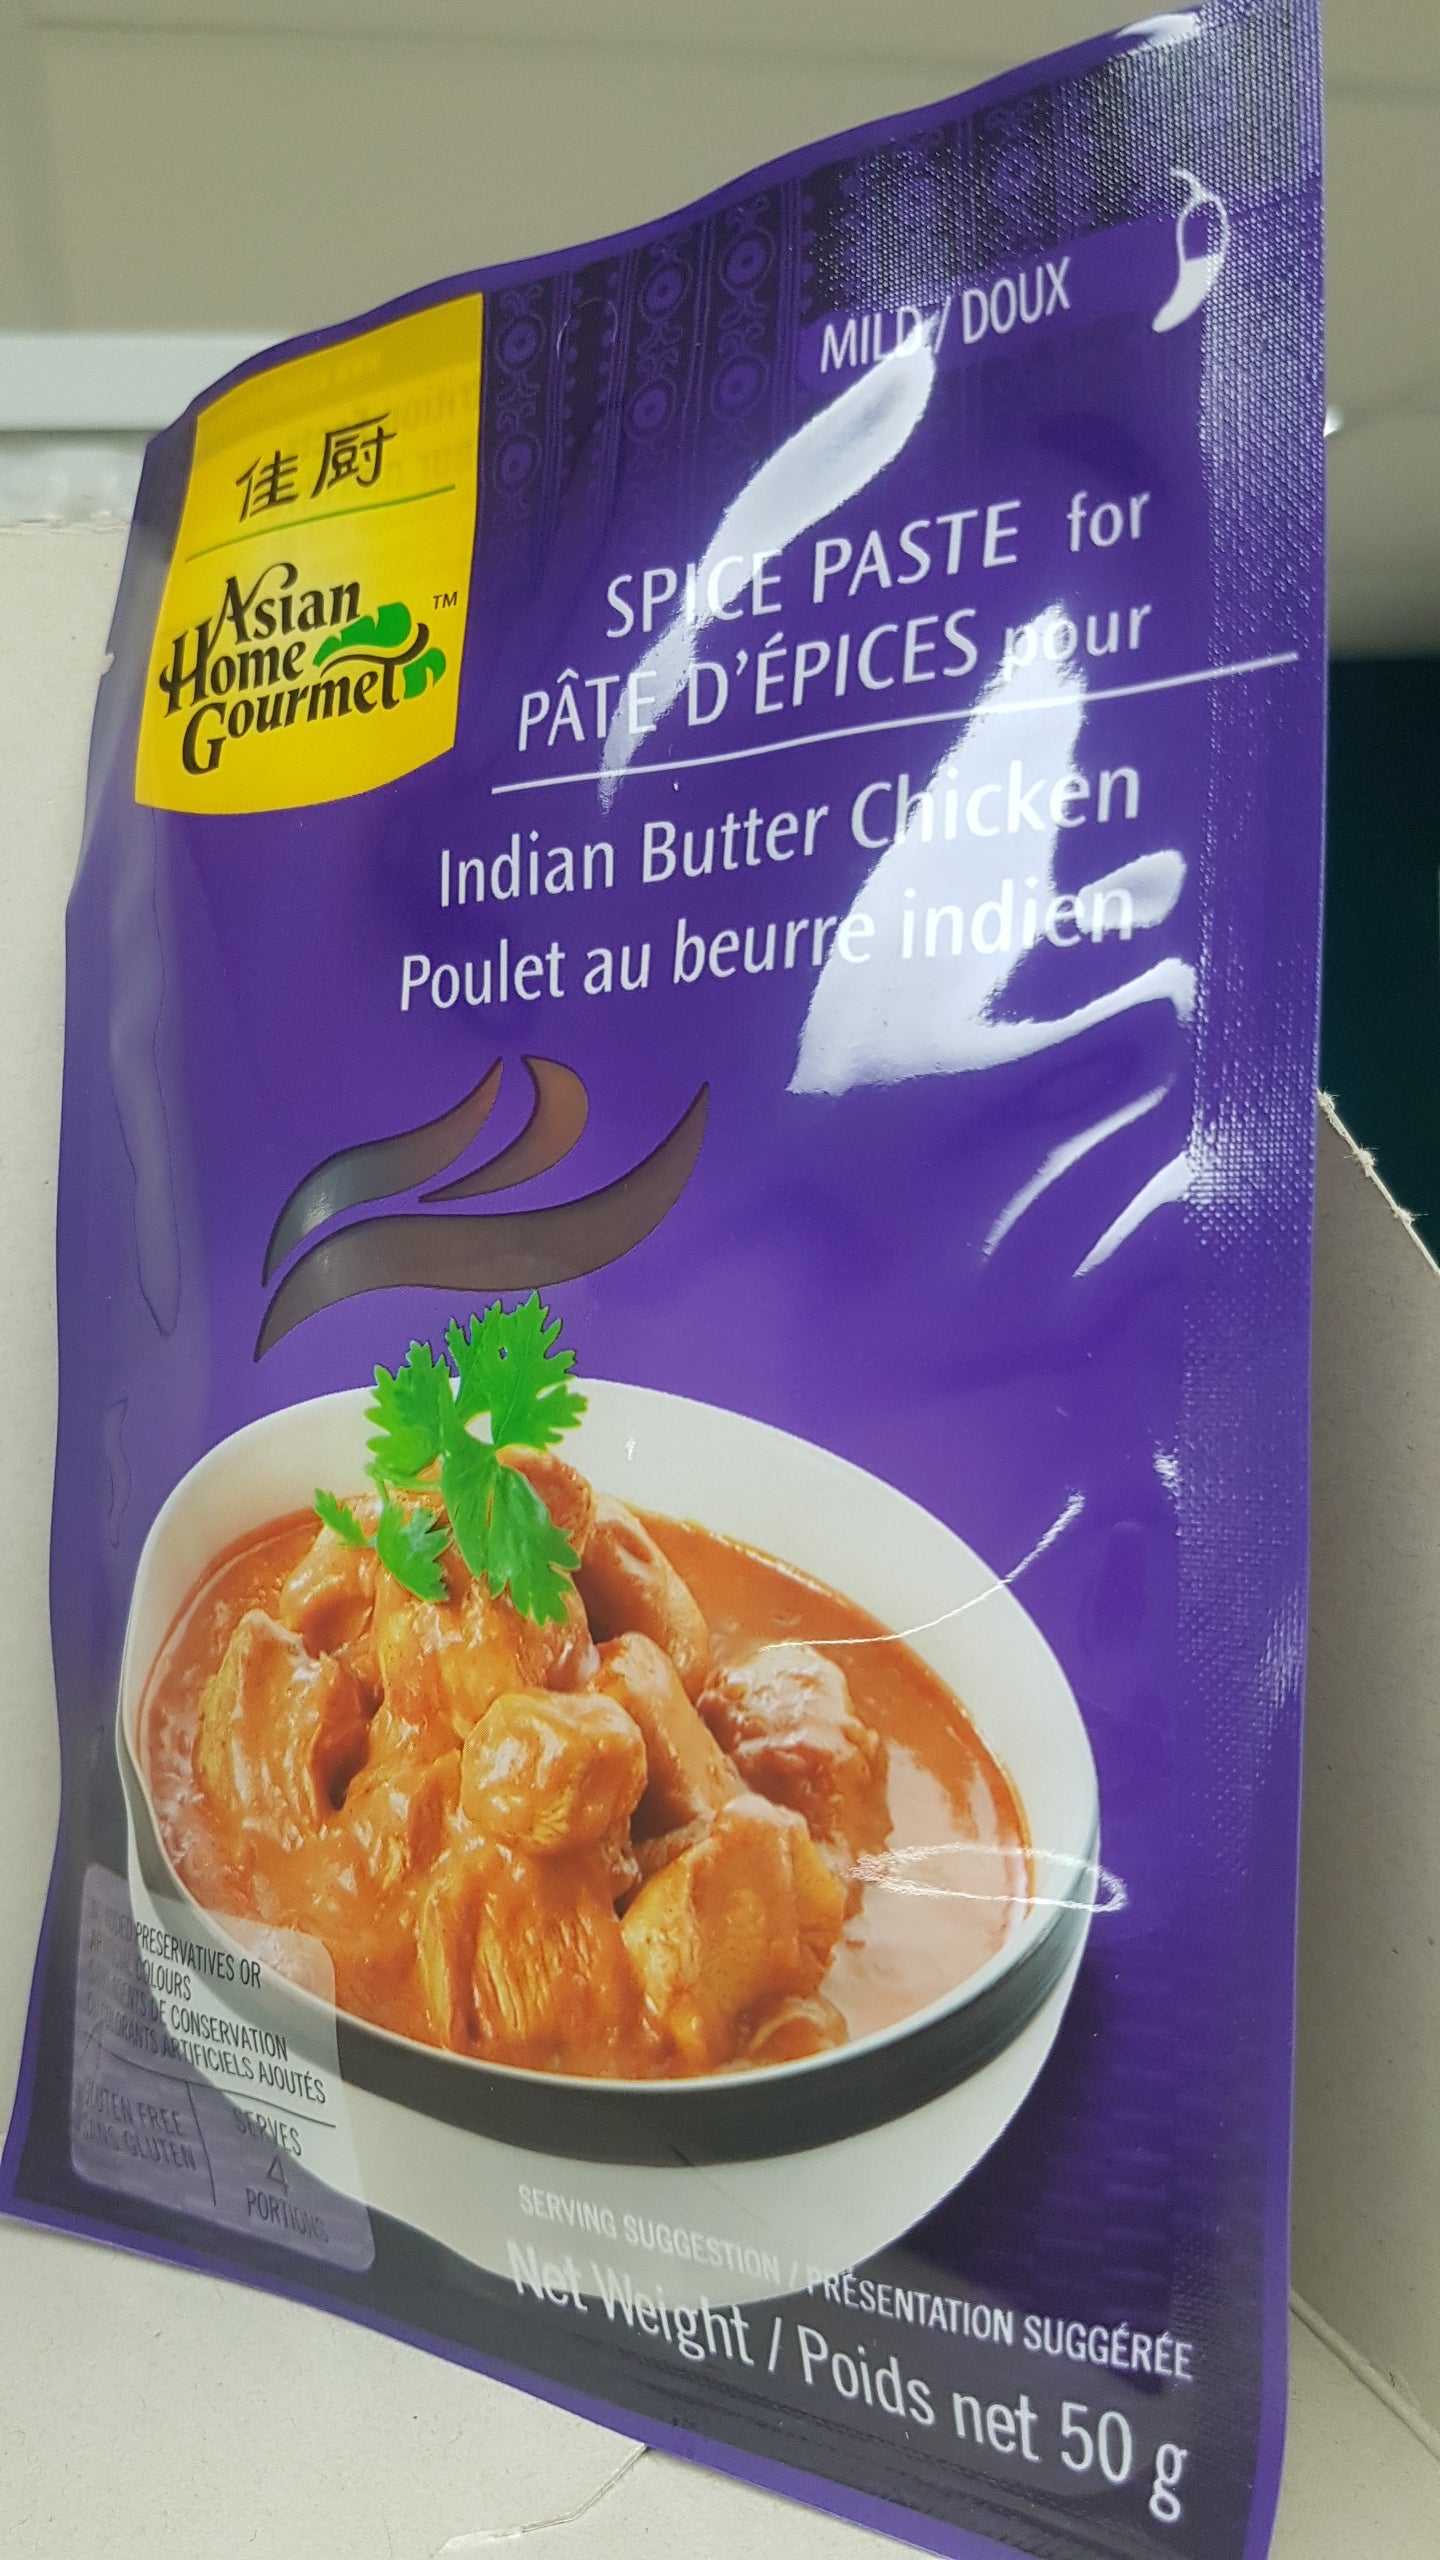 佳厨
Asian
Home
Gourmet
TM
MILD / DOUX
SPICE PASTE for
PÂTE D'ÉPICES pour
Indian Butter Chicken
Poulet au beurre indien
PRESERVATIVES OR
COLOURS
DE CONSERVATION
ARTIFICIELS AJOUTÉS
GLUTEN FREE
SANS GLUTEN
SERVES
4
PORTIONS
SERVING SUGGESTION / PRÉSENTATION SUGGÉRÉE
Net Weight / Poids net 50 g